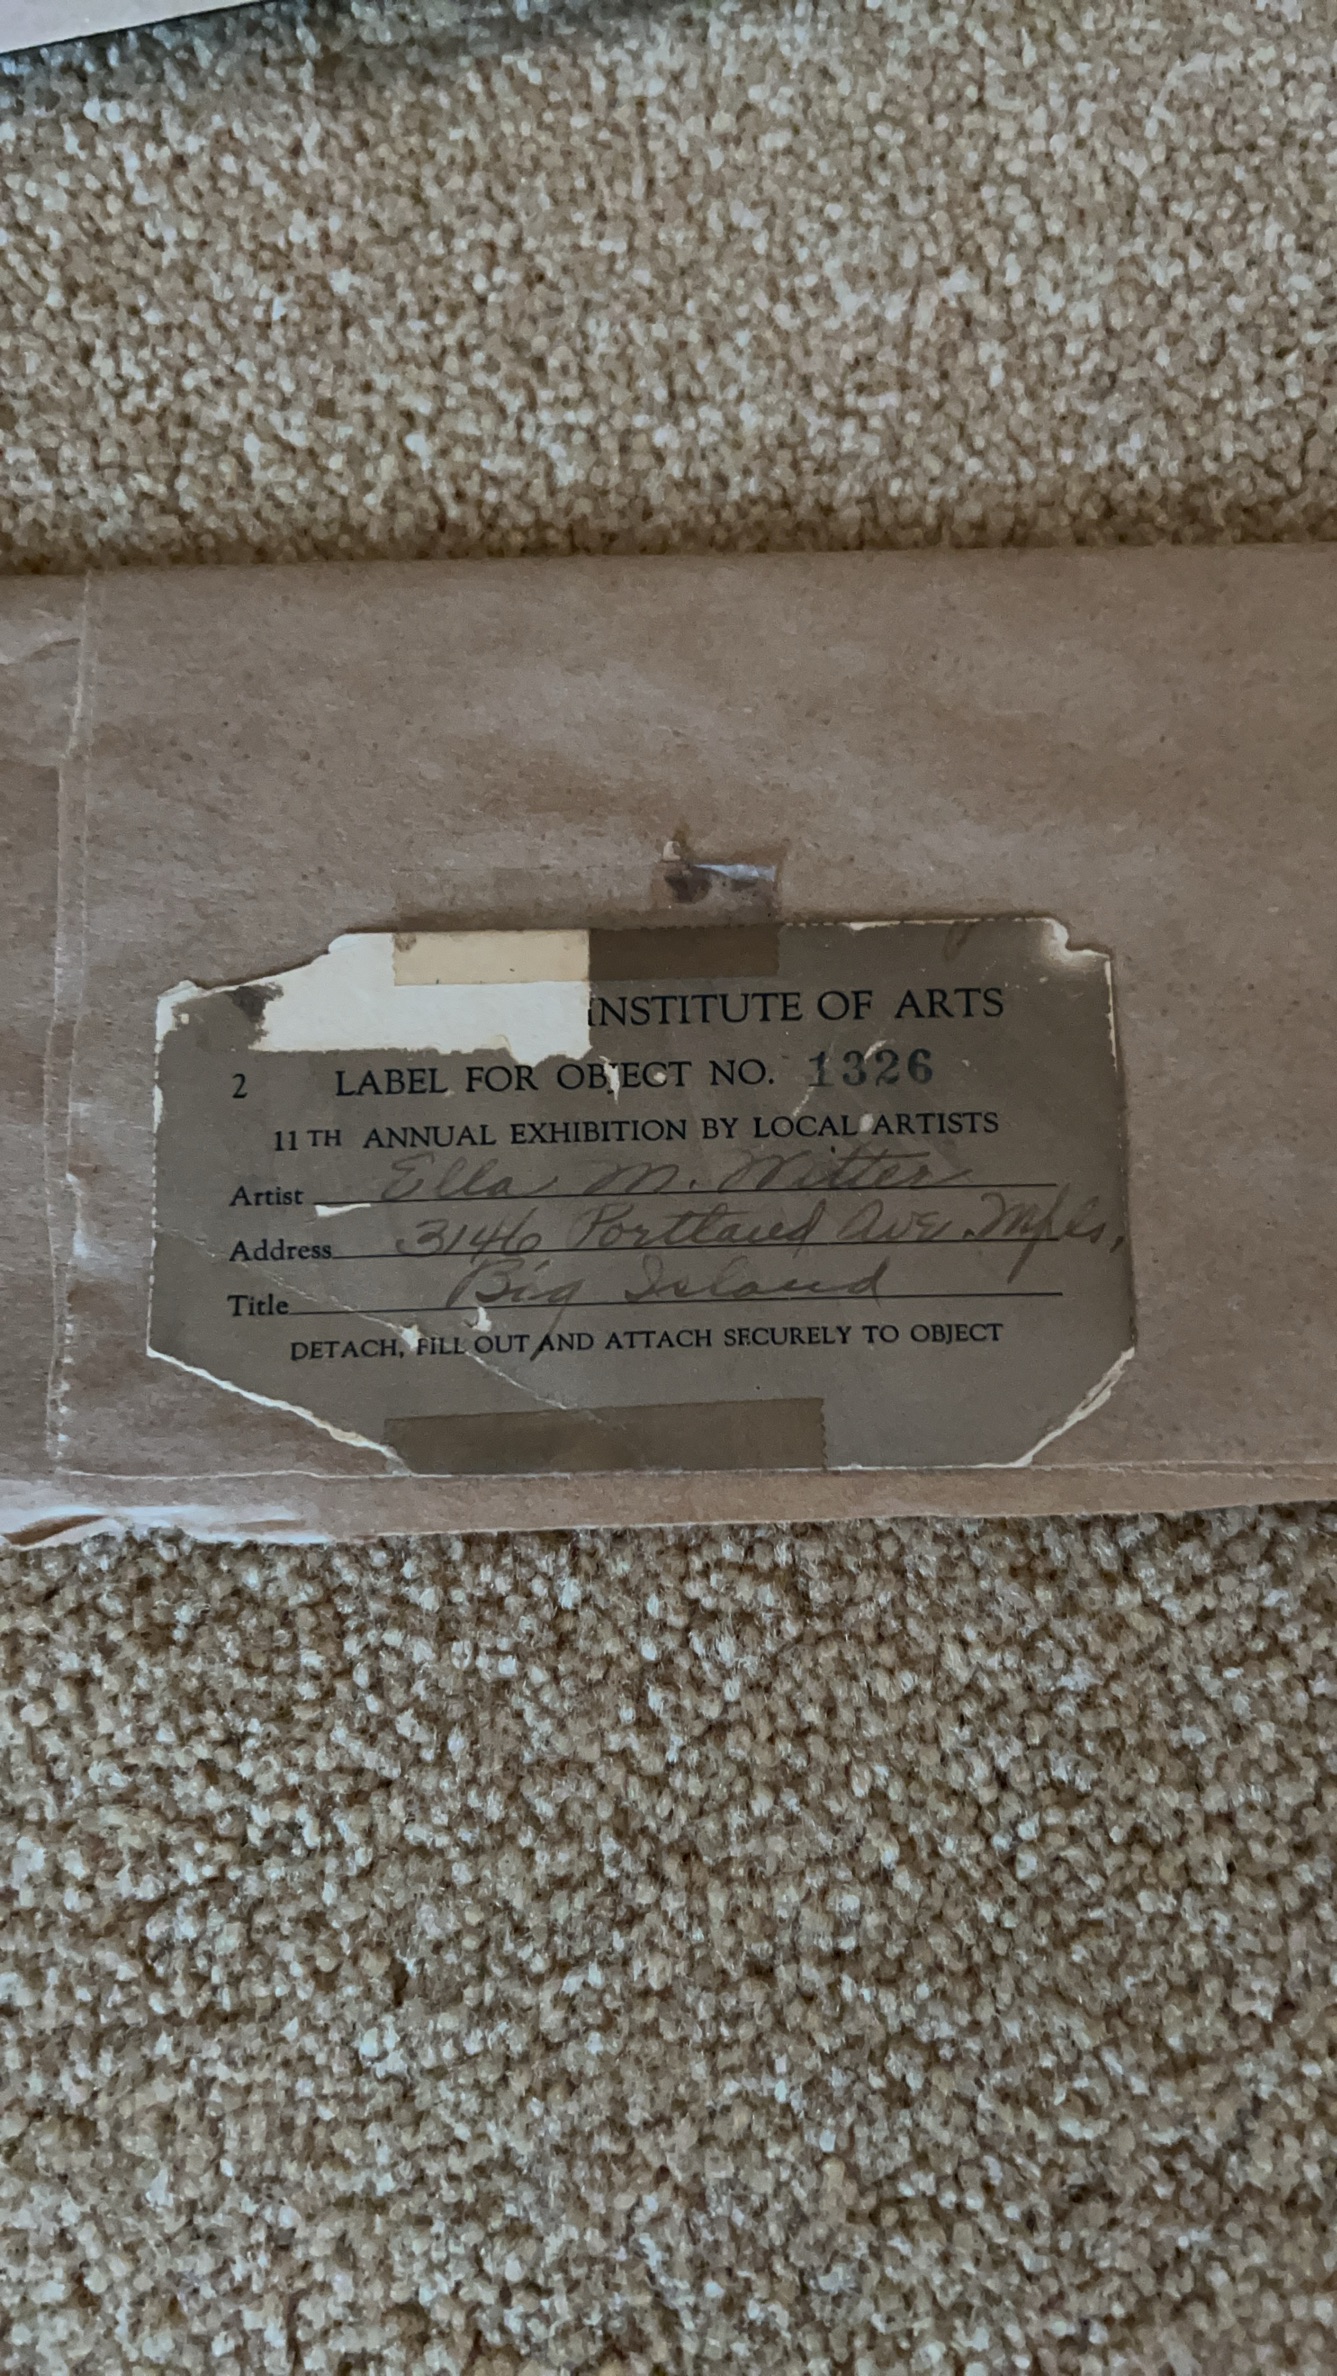 INSTITUTE OF ARTS
2 LABEL FOR OBJECT NO. 1326
11TH ANNUAL EXHIBITION BY LOCAL ARTISTS
Artist Ella M. Witter
Address 3146 Portland Ave. Mpls,
Title Big Island
DETACH, FILL OUT AND ATTACH SECURELY TO OBJECT